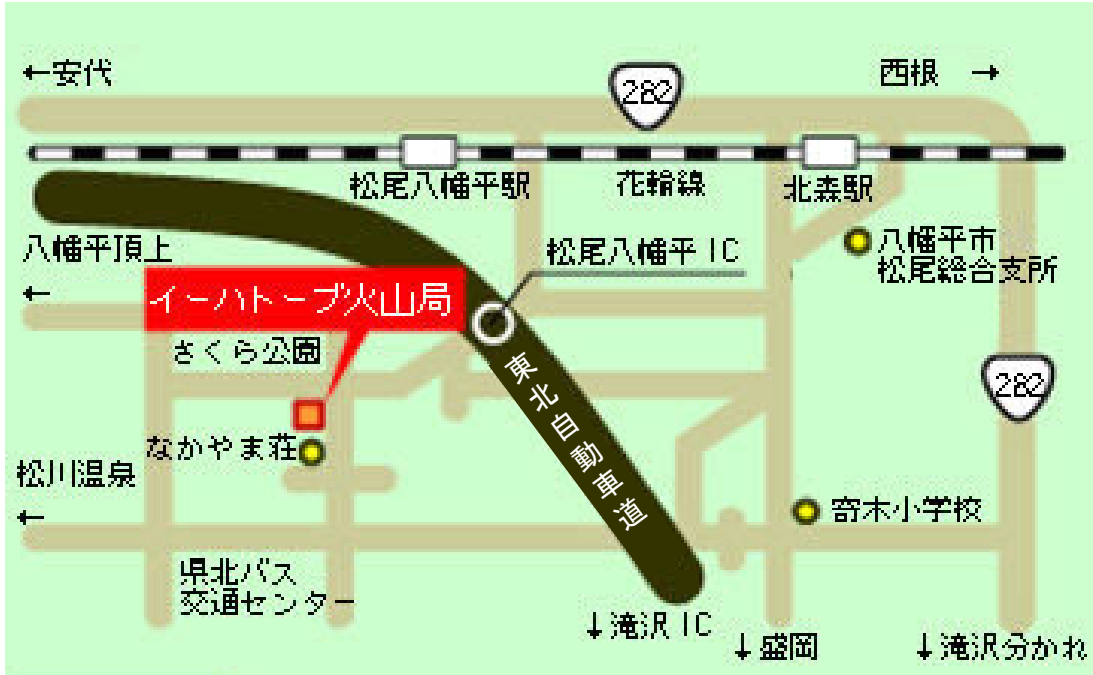 ←安代
282
西根 →
松尾八幡平駅
花輪線
北森駅
八幡平頂上
←
松尾八幡平IC
八幡平市
松尾総合支所
イーハトーブ火山局
さくら公園
東北自動車道
282
なかやま荘
松川温泉
←
寄木小学校
県北バス
交通センター
↓滝沢IC
↓盛岡
↓滝沢分かれ